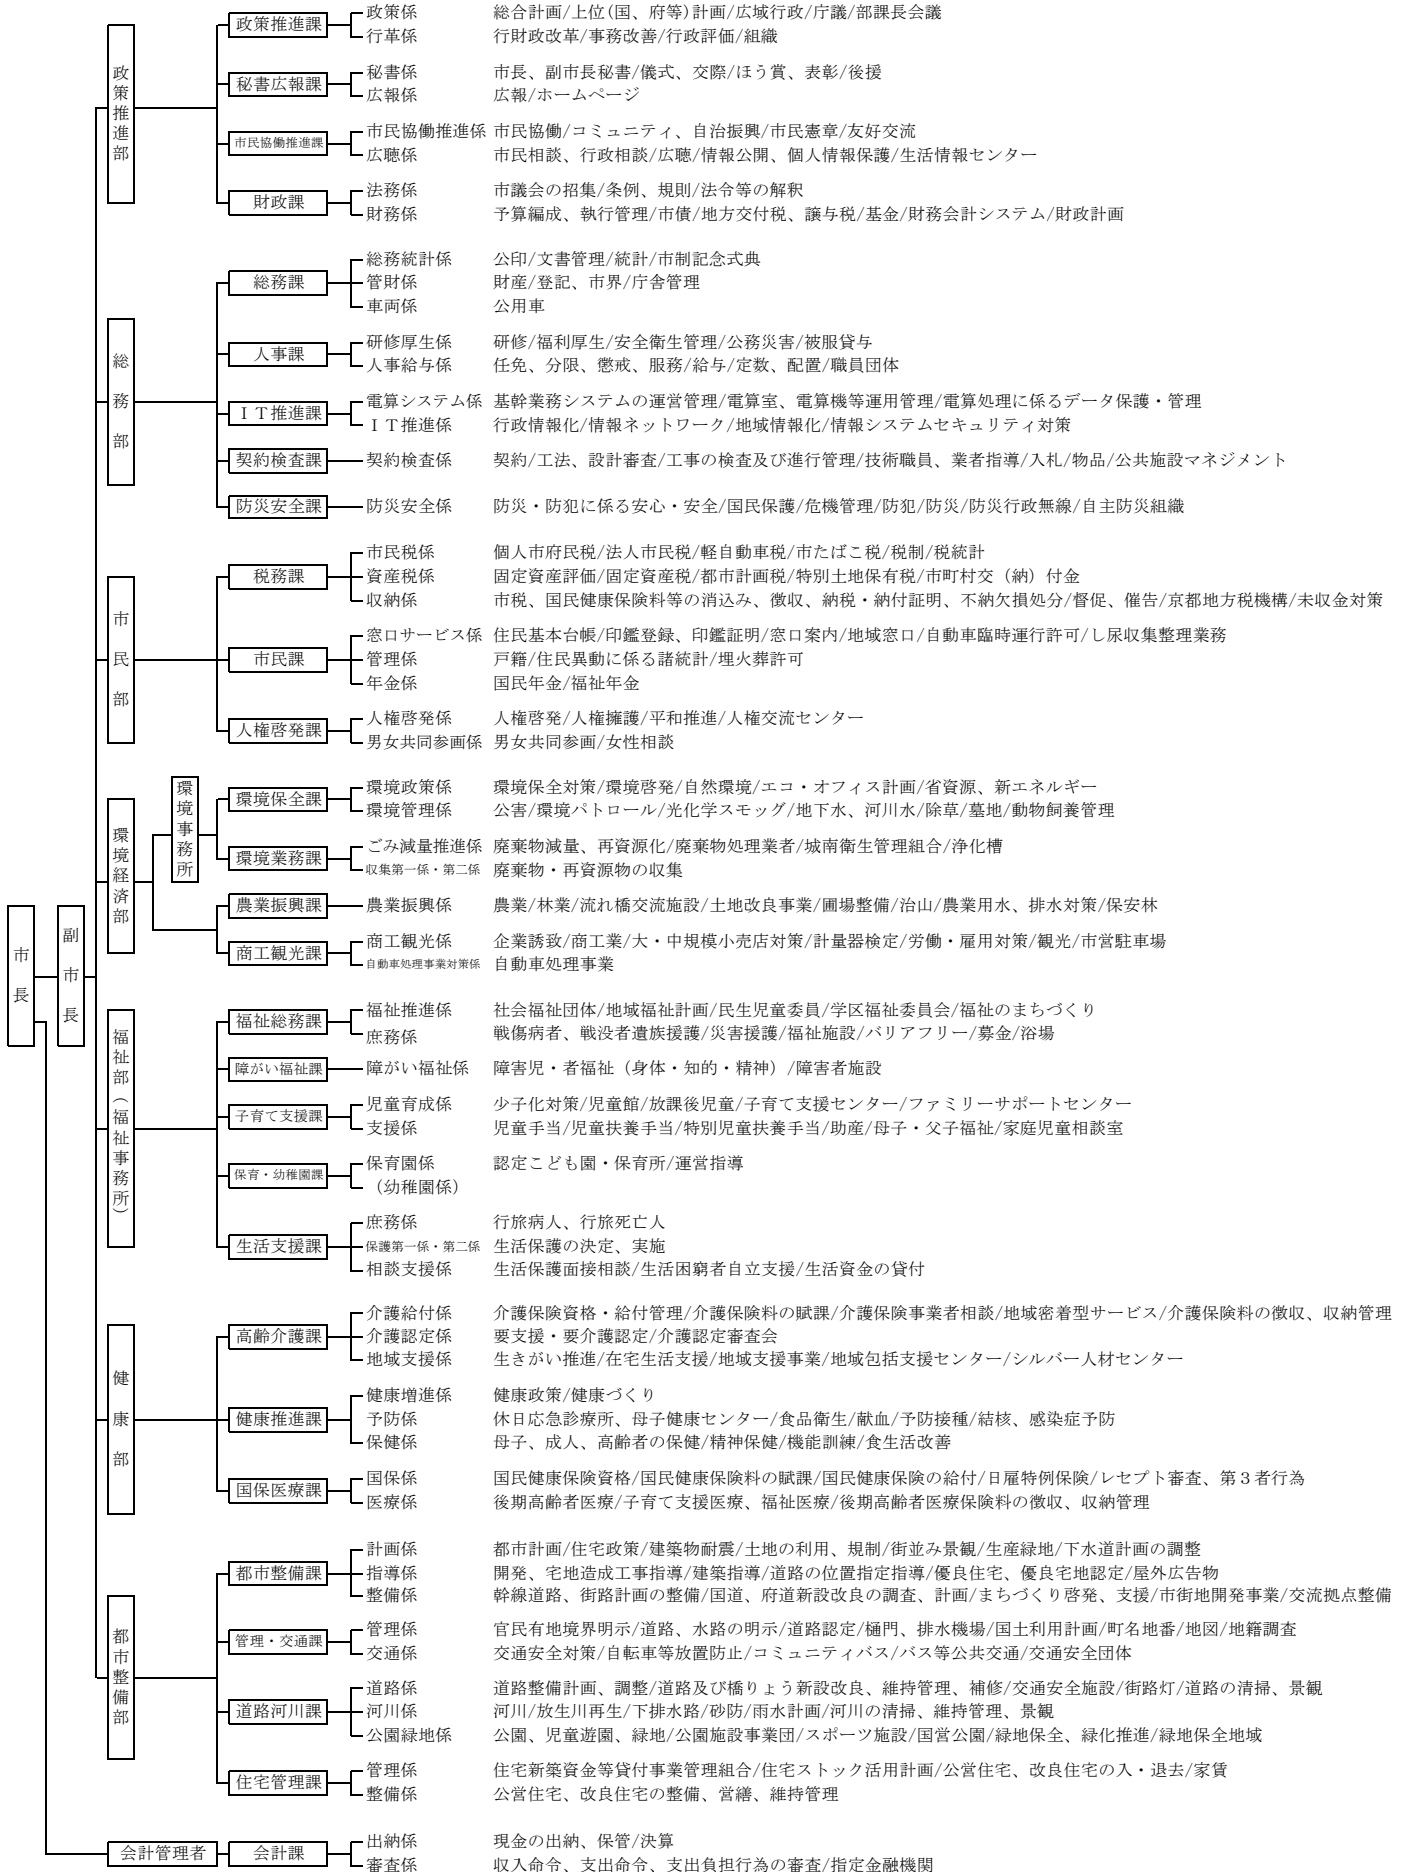 市長
副市長
政策推進部
政策推進課
政策係 総合計画/上位(国、府等)計画/広域行政/庁議/部課長会議
行革係 行財政改革/事務改善/行政評価/組織
秘書広報課
秘書係 市長、副市長秘書/儀式、交際/ほう賞、表彰/後援
広報係 広報/ホームページ
市民協働推進課
市民協働推進係 市民協働/コミュニティ、自治振興/市民憲章/友好交流
広聴係 市民相談、行政相談/広聴/情報公開、個人情報保護/生活情報センター
財政課
法務係 市議会の招集/条例、規則/法令等の解釈
財務係 予算編成、執行管理/市債/地方交付税、譲与税/基金/財務会計システム/財政計画
総務部
総務課
総務統計係 公印/文書管理/統計/市制記念式典
管財係 財産/登記、市界/庁舎管理
車両係 公用車
人事課
研修厚生係 研修/福利厚生/安全衛生管理/公務災害/被服貸与
人事給与係 任免、分限、懲戒、服務/給与/定数、配置/職員団体
ＩＴ推進課
電算システム係 基幹業務システムの運営管理/電算室、電算機等運用管理/電算処理に係るデータ保護・管理
ＩＴ推進係 行政情報化/情報ネットワーク/地域情報化/情報システムセキュリティ対策
契約検査課
契約検査係 契約/工法、設計審査/工事の検査及び進行管理/技術職員、業者指導/入札/物品/公共施設マネジメント
防災安全課
防災安全係 防災・防犯に係る安心・安全/国民保護/危機管理/防犯/防災/防災行政無線/自主防災組織
市民部
税務課
市民税係 個人市府民税/法人市民税/軽自動車税/市たばこ税/税制/税統計
資産税係 固定資産評価/固定資産税/都市計画税/特別土地保有税/市町村交（納）付金
収納係 市税、国民健康保険料等の消込み、徴収、納税・納付証明、不納欠損処分/督促、催告/京都地方税機構/未収金対策
市民課
窓口サービス係 住民基本台帳/印鑑登録、印鑑証明/窓口案内/地域窓口/自動車臨時運行許可/し尿収集整理業務
管理係 戸籍/住民異動に係る諸統計/埋火葬許可
年金係 国民年金/福祉年金
人権啓発課
人権啓発係 人権啓発/人権擁護/平和推進/人権交流センター
男女共同参画係 男女共同参画/女性相談
環境経済部
環境事務所
環境保全課
環境政策係 環境保全対策/環境啓発/自然環境/エコ・オフィス計画/省資源、新エネルギー
環境管理係 公害/環境パトロール/光化学スモッグ/地下水、河川水/除草/墓地/動物飼養管理
環境業務課
ごみ減量推進係 廃棄物減量、再資源化/廃棄物処理業者/城南衛生管理組合/浄化槽
収集第一係・第二係 廃棄物・再資源物の収集
農業振興課
農業振興係 農業/林業/流れ橋交流施設/土地改良事業/圃場整備/治山/農業用水、排水対策/保安林
商工観光課
商工観光係 企業誘致/商工業/大・中規模小売店対策/計量器検定/労働・雇用対策/観光/市営駐車場
自動車処理事業対策係 自動車処理事業
福祉部（福祉事務所）
福祉総務課
福祉推進係 社会福祉団体/地域福祉計画/民生児童委員/学区福祉委員会/福祉のまちづくり
庶務係 戦傷病者、戦没者遺族援護/災害援護/福祉施設/バリアフリー/募金/浴場
障がい福祉課
障がい福祉係 障害児・者福祉（身体・知的・精神）/障害者施設
子育て支援課
児童育成係 少子化対策/児童館/放課後児童/子育て支援センター/ファミリーサポートセンター
支援係 児童手当/児童扶養手当/特別児童扶養手当/助産/母子・父子福祉/家庭児童相談室
保育・幼稚園課
保育園係 認定こども園・保育所/運営指導
（幼稚園係）
生活支援課
庶務係 行旅病人、行旅死亡人
保護第一係・第二係 生活保護の決定、実施
相談支援係 生活保護面接相談/生活困窮者自立支援/生活資金の貸付
健康部
高齢介護課
介護給付係 介護保険資格・給付管理/介護保険料の賦課/介護保険事業者相談/地域密着型サービス/介護保険料の徴収、収納管理
介護認定係 要支援・要介護認定/介護認定審査会
地域支援係 生きがい推進/在宅生活支援/地域支援事業/地域包括支援センター/シルバー人材センター
健康推進課
健康増進係 健康政策/健康づくり
予防係 休日応急診療所、母子健康センター/食品衛生/献血/予防接種/結核、感染症予防
保健係 母子、成人、高齢者の保健/精神保健/機能訓練/食生活改善
国保医療課
国保係 国民健康保険資格/国民健康保険料の賦課/国民健康保険の給付/日雇特例保険/レセプト審査、第３者行為
医療係 後期高齢者医療/子育て支援医療、福祉医療/後期高齢者医療保険料の徴収、収納管理
都市整備部
都市整備課
計画係 都市計画/住宅政策/建築物耐震/土地の利用、規制/街並み景観/生産緑地/下水道計画の調整
指導係 開発、宅地造成工事指導/建築指導/道路の位置指定指導/優良住宅、優良宅地認定/屋外広告物
整備係 幹線道路、街路計画の整備/国道、府道新設改良の調査、計画/まちづくり啓発、支援/市街地開発事業/交流拠点整備
管理・交通課
管理係 官民有地境界明示/道路、水路の明示/道路認定/樋門、排水機場/国土利用計画/町名地番/地図/地籍調査
交通係 交通安全対策/自転車等放置防止/コミュニティバス/バス等公共交通/交通安全団体
道路河川課
道路係 道路整備計画、調整/道路及び橋りょう新設改良、維持管理、補修/交通安全施設/街路灯/道路の清掃、景観
河川係 河川/放生川再生/下排水路/砂防/雨水計画/河川の清掃、維持管理、景観
公園緑地係 公園、児童遊園、緑地/公園施設事業団/スポーツ施設/国営公園/緑地保全、緑化推進/緑地保全地域
住宅管理課
管理係 住宅新築資金等貸付事業管理組合/住宅ストック活用計画/公営住宅、改良住宅の入・退去/家賃
整備係 公営住宅、改良住宅の整備、営繕、維持管理
会計管理者
会計課
出納係 現金の出納、保管/決算
審査係 収入命令、支出命令、支出負担行為の審査/指定金融機関